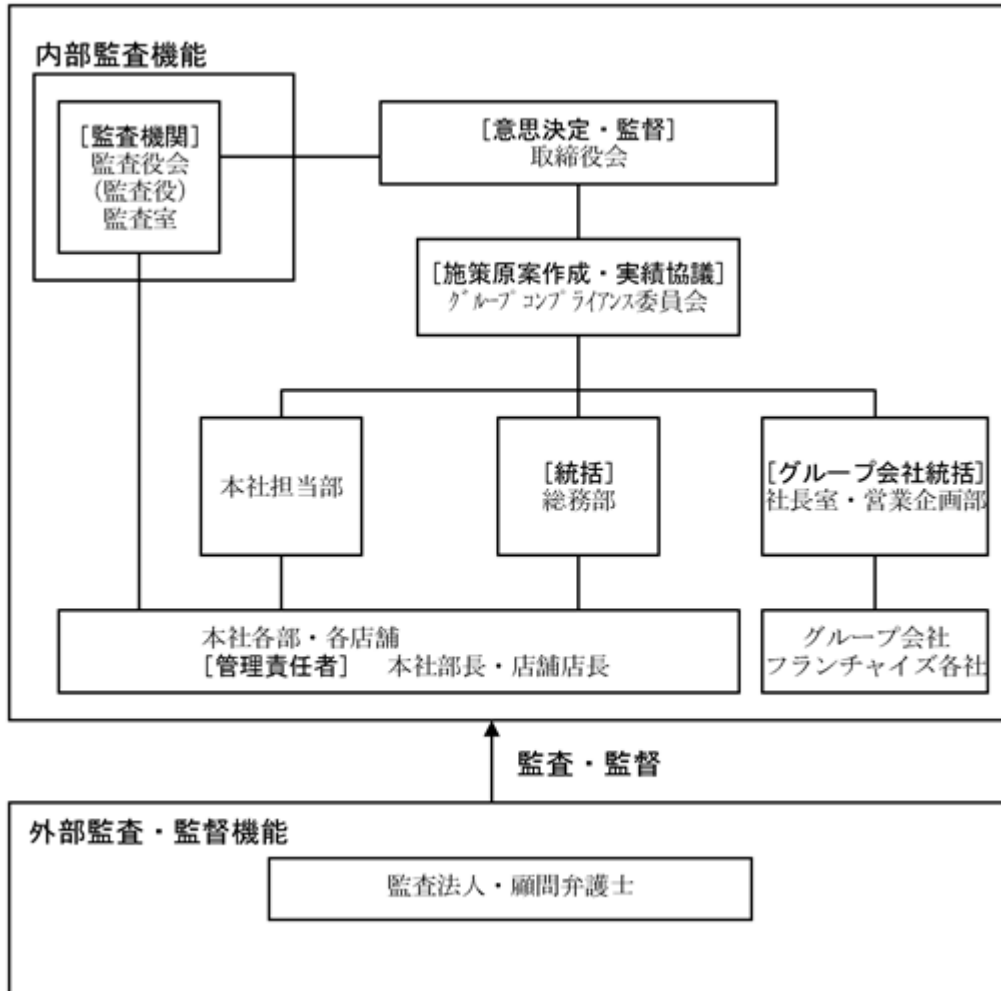 内部監査機能
[監査機関]
監査役会
(監査役)
監査室
[意思決定・監督]
取締役会
[施策原案作成・実績協議]
グループコンプライアンス委員会
本社担当部
[統括]
総務部
[グループ会社統括]
社長室・営業企画部
本社各部・各店舗
[管理責任者] 本社部長・店舗店長
グループ会社
フランチャイズ各社
監査・監督
外部監査・監督機能
監査法人・顧問弁護士